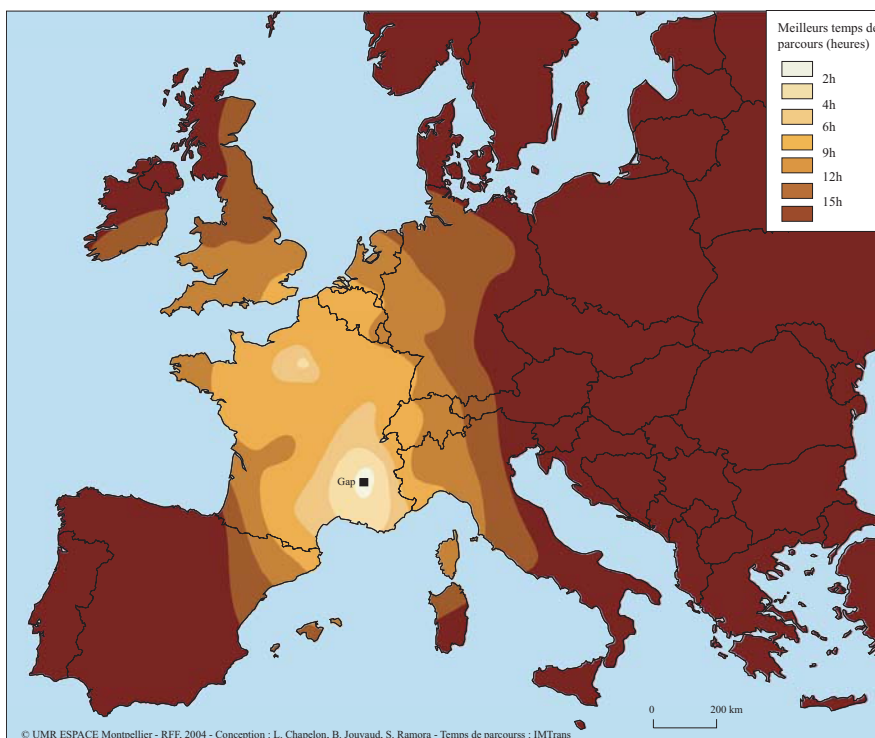 Meilleurs temps de
parcours (heures)
2h
4h
6h
9h
12h
15h
Gap
0 200 km
© UMR ESPACE Montpellier - RFF, 2004 - Conception : L. Chapelon, B. Jouvaud, S. Ramora - Temps de parcourss : IMTrans